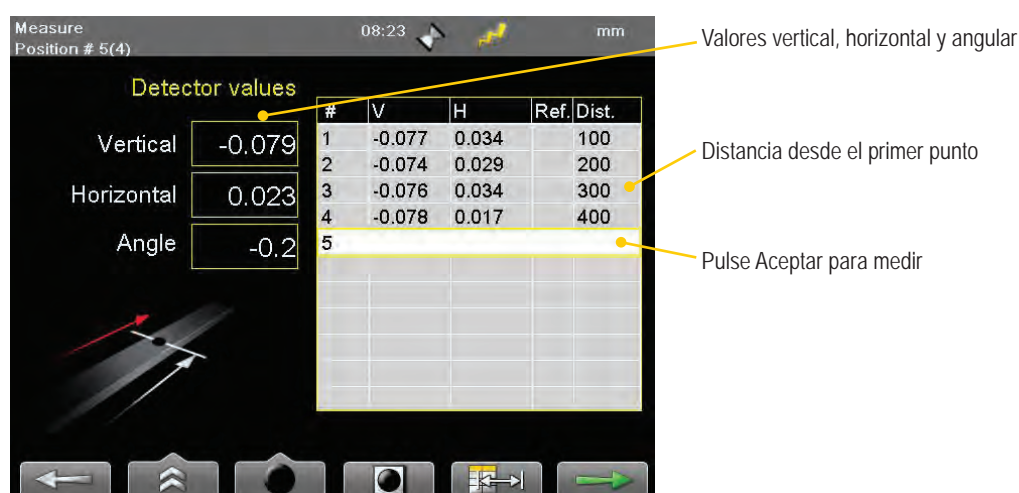 Measure 08:23 mm
Position # 5(4)
Detector values
Vertical -0.079
Horizontal 0.023
Angle -0.2
# V H Ref. Dist.
1 -0.077 0.034 100
2 -0.074 0.029 200
3 -0.076 0.034 300
4 -0.078 0.017 400
5
Valores vertical, horizontal y angular
Distancia desde el primer punto
Pulse Aceptar para medir